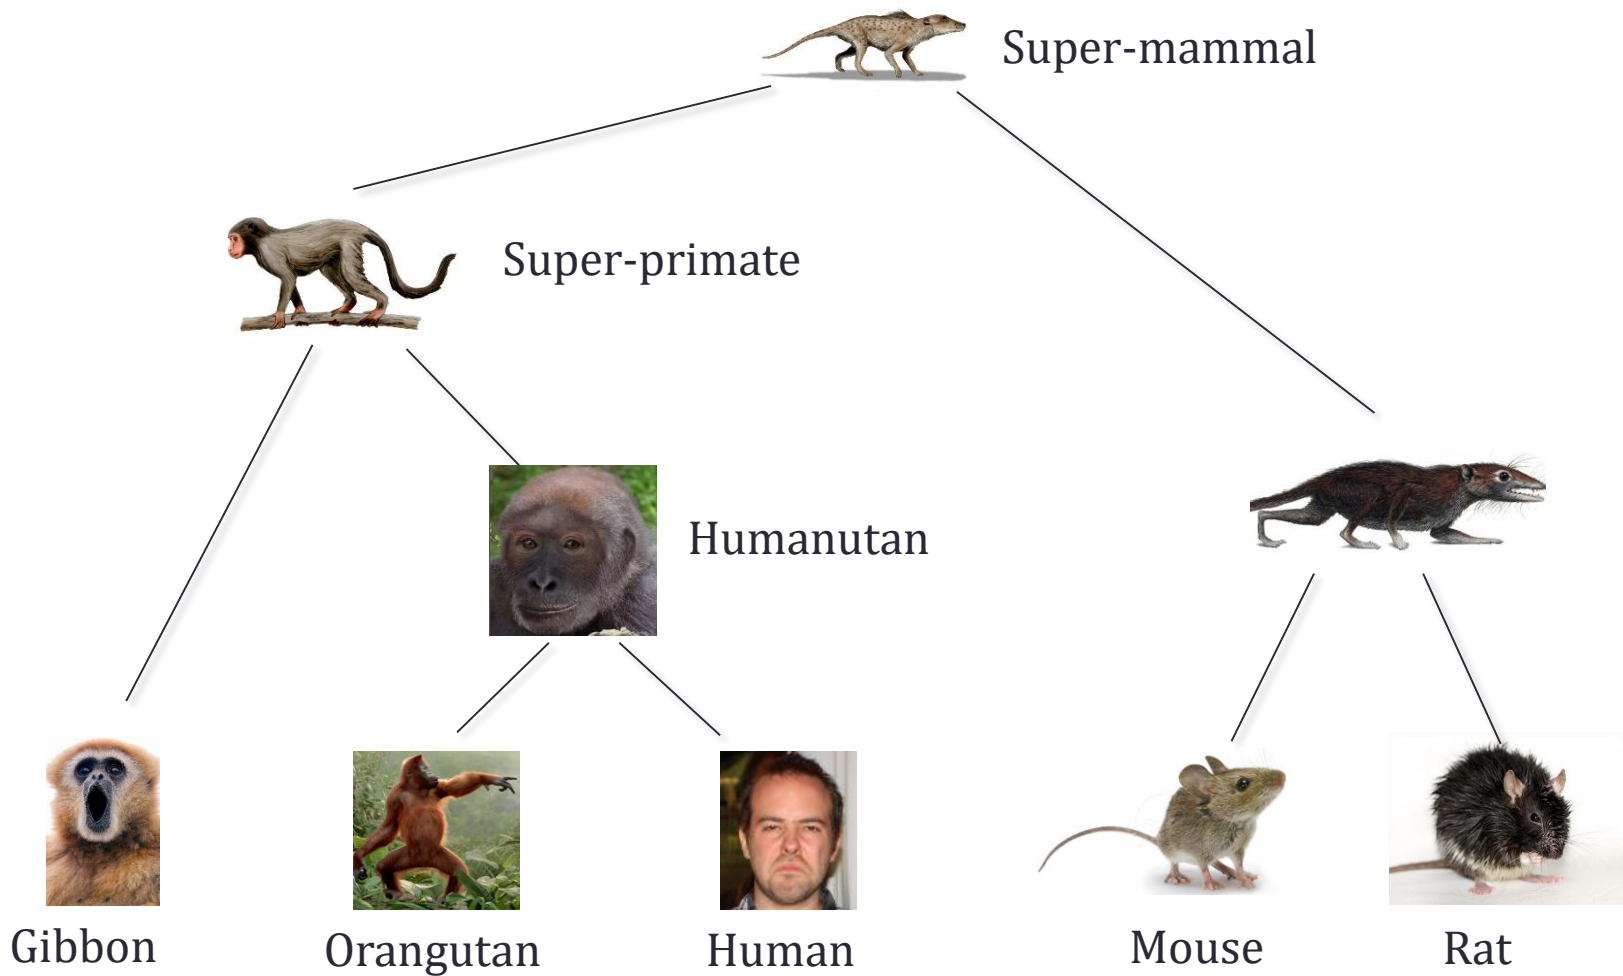 Super-mammal
Super-primate
Humanutan
Gibbon
Orangutan
Human
Mouse
Rat